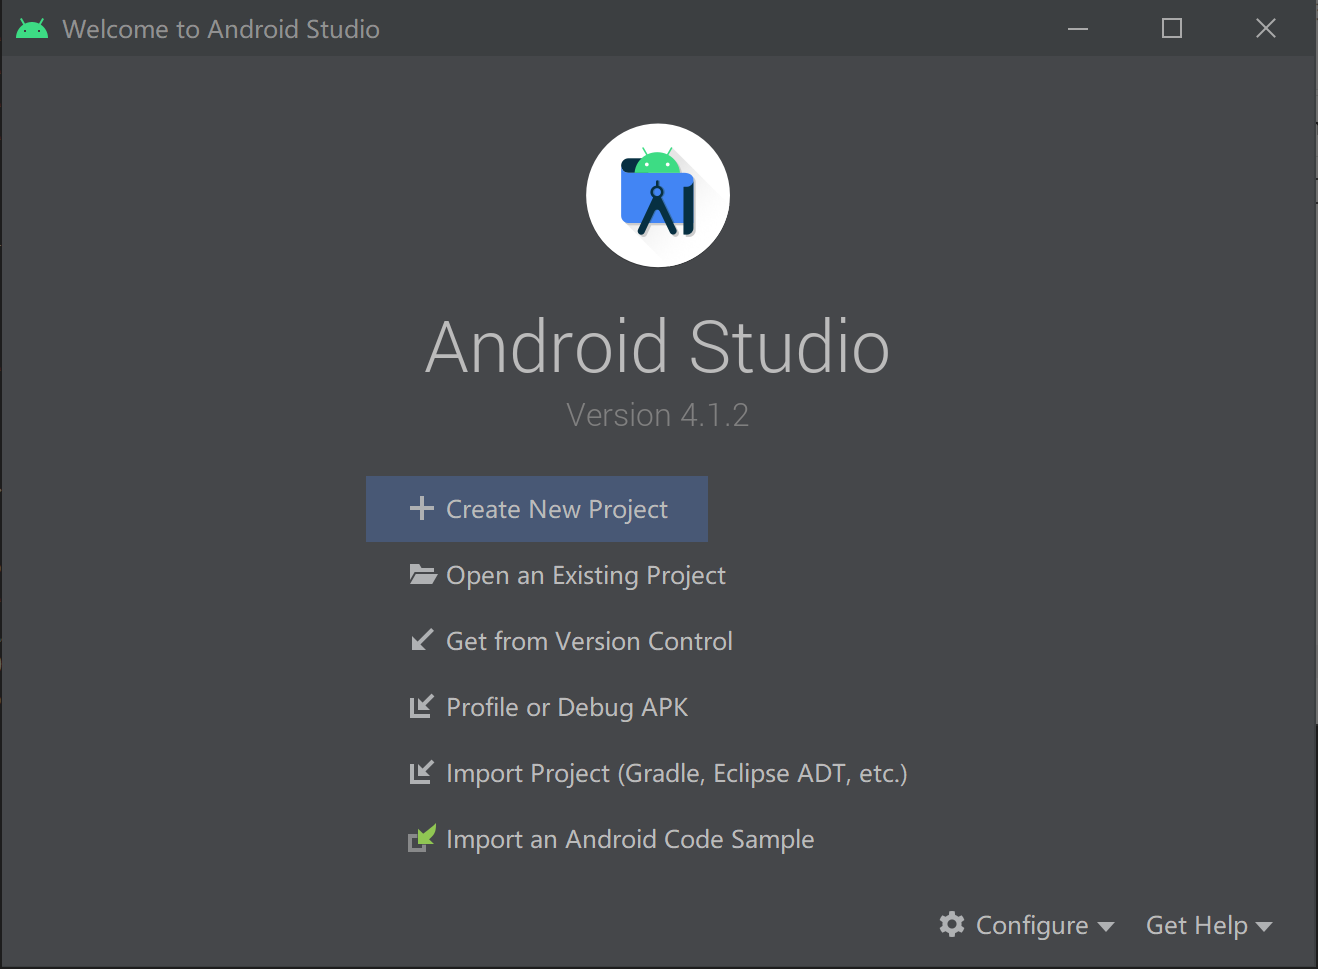 Welcome to Android Studio
Android Studio
Version 4.1.2
Create New Project
Open an Existing Project
Get from Version Control
Profile or Debug APK
Import Project (Gradle, Eclipse ADT, etc.)
Import an Android Code Sample
Configure Get Help